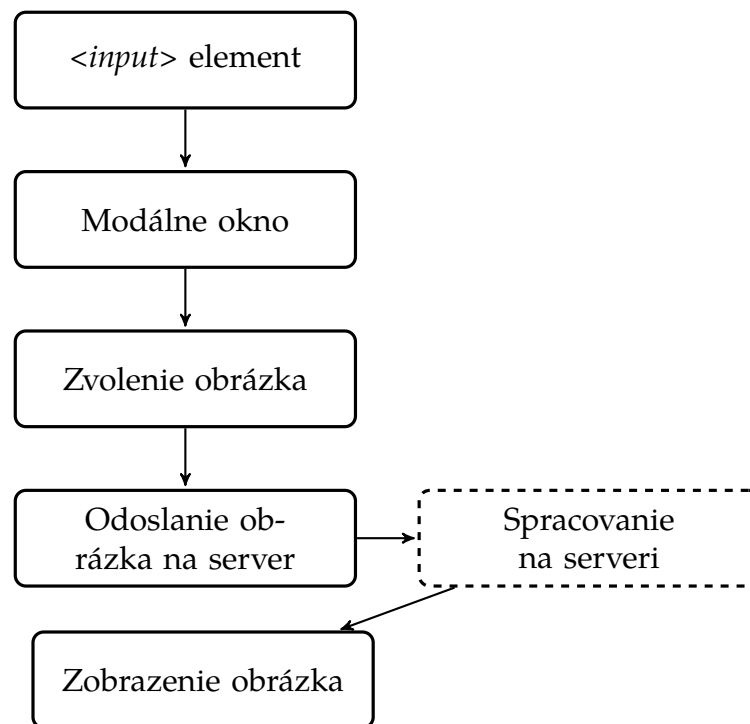 <input> element
Modálne okno
Zvolenie obrázka
Odoslanie ob-
rázka na server
Spracovanie
na serveri
Zobrazenie obrázka